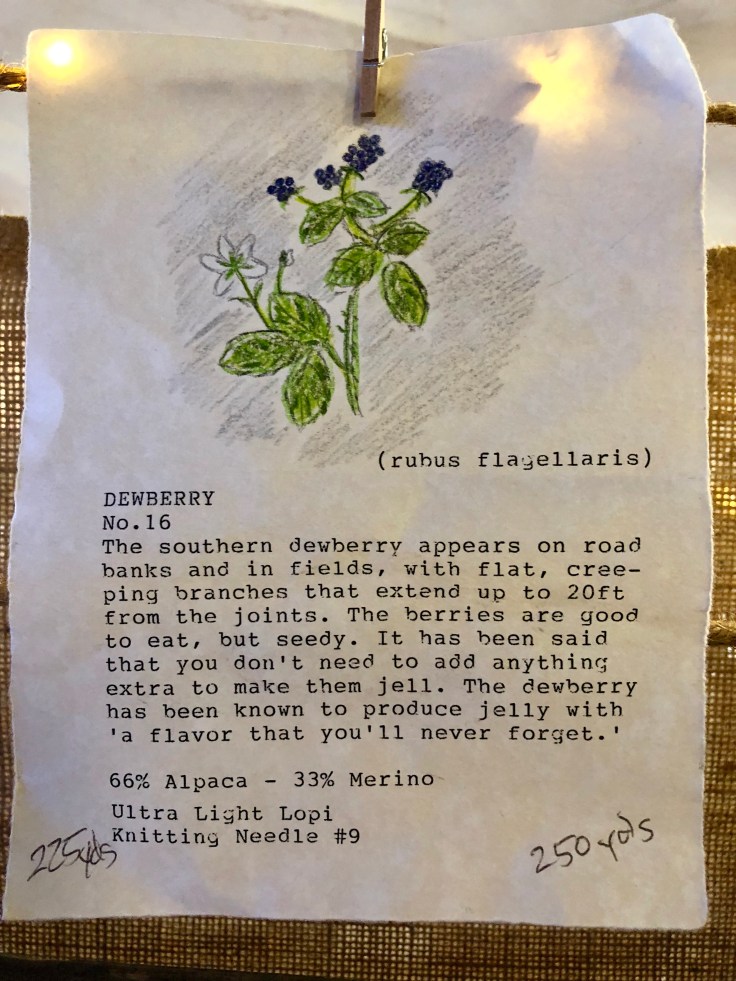 (rubus flagellaris)
DEWBERRY
No.16
The southern dewberry appears on road
banks and in fields, with flat, cree-
ping branches that extend up to 20ft
from the joints. The berries are good
to eat, but seedy. It has been said
that you don't need to add anything
extra to make them jell. The dewberry
has been known to produce jelly with
'a flavor that you'll never forget.'
66% Alpaca - 33% Merino
Ultra Light Lopi
Knitting Needle #9
225yds
250 yds